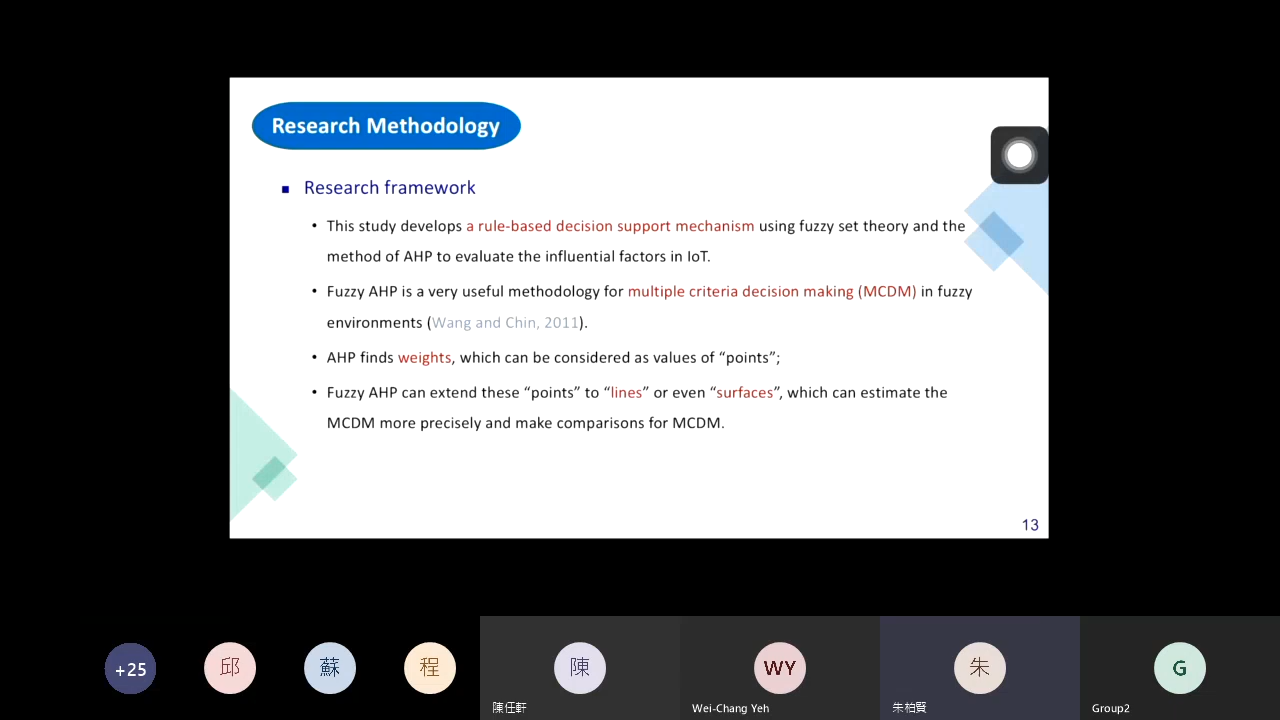 Research Methodology
Research framework
This study develops a rule-based decision support mechanism using fuzzy set theory and the
method of AHP to evaluate the influential factors in IoT.
Fuzzy AHP is a very useful methodology for multiple criteria decision making (MCDM) in fuzzy
environments (Wang and Chin, 2011).
AHP finds weights, which can be considered as values of “points”;
Fuzzy AHP can extend these “points” to “lines” or even “surfaces”, which can estimate the
MCDM more precisely and make comparisons for MCDM.
13
+25
邱
蘇
程
陳
WY
朱
G
陳任軒
Wei-Chang Yeh
朱柏賢
Group2